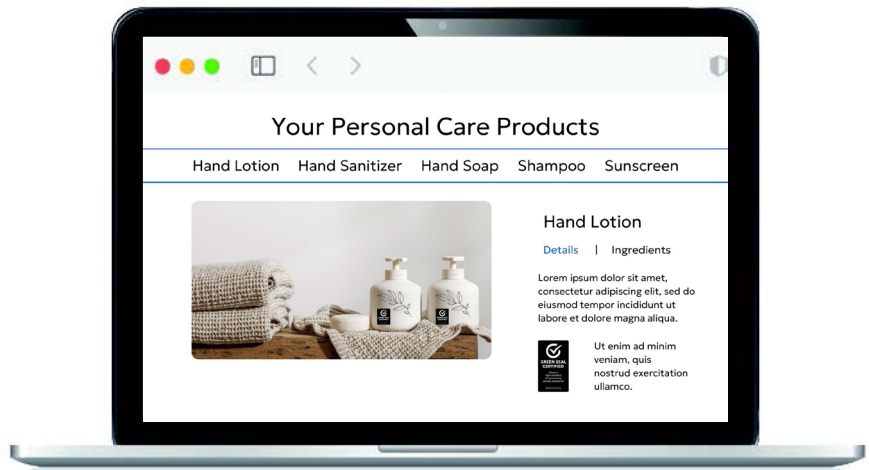 Your Personal Care Products
Hand Lotion Hand Sanitizer Hand Soap Shampoo Sunscreen
Hand Lotion
Details | Ingredients
Lorem ipsum dolor sit amet,
consectetur adipiscing elit, sed do
eiusmod tempor incididunt ut
labore et dolore magna aliqua.
GREEN SEAL
CERTIFIED
Ut enim ad minim
veniam, quis
nostrud exercitation
ullamco.